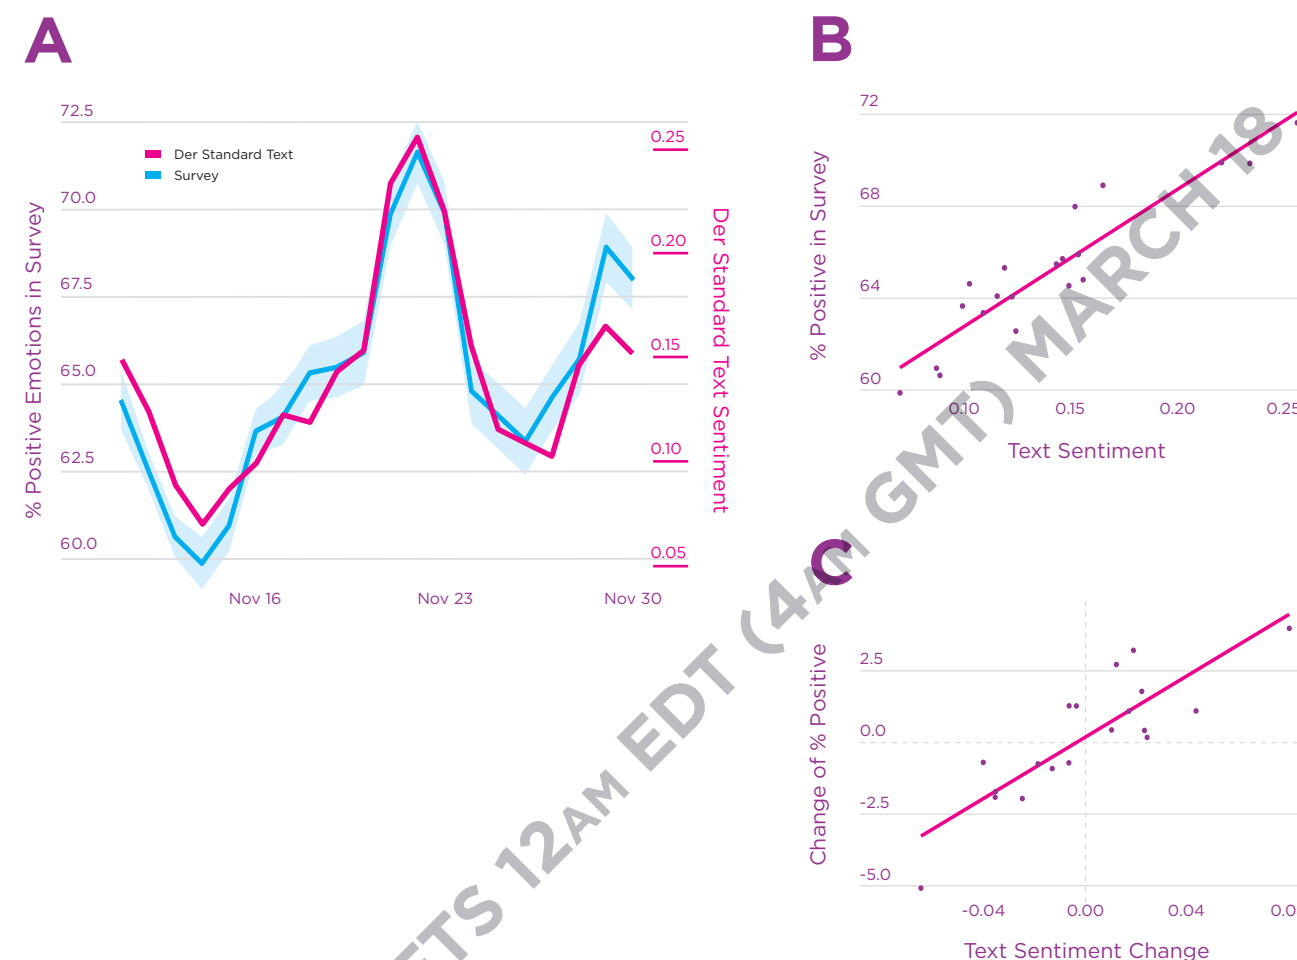 A
72.5
70.0
67.5
65.0
62.5
60.0
% Positive Emotions in Survey
Der Standard Text
Survey
0.25
0.20
0.15
0.10
0.05
Der Standard Text Sentiment
Nov 16
Nov 23
Nov 30
B
72
68
64
60
% Positive in Survey
0.10
0.15
0.20
0.25
Text Sentiment
C
2.5
0.0
-2.5
-5.0
Change of % Positive
-0.04
0.00
0.04
Text Sentiment Change
12AM EDT (4AM GMT) MARCH 18